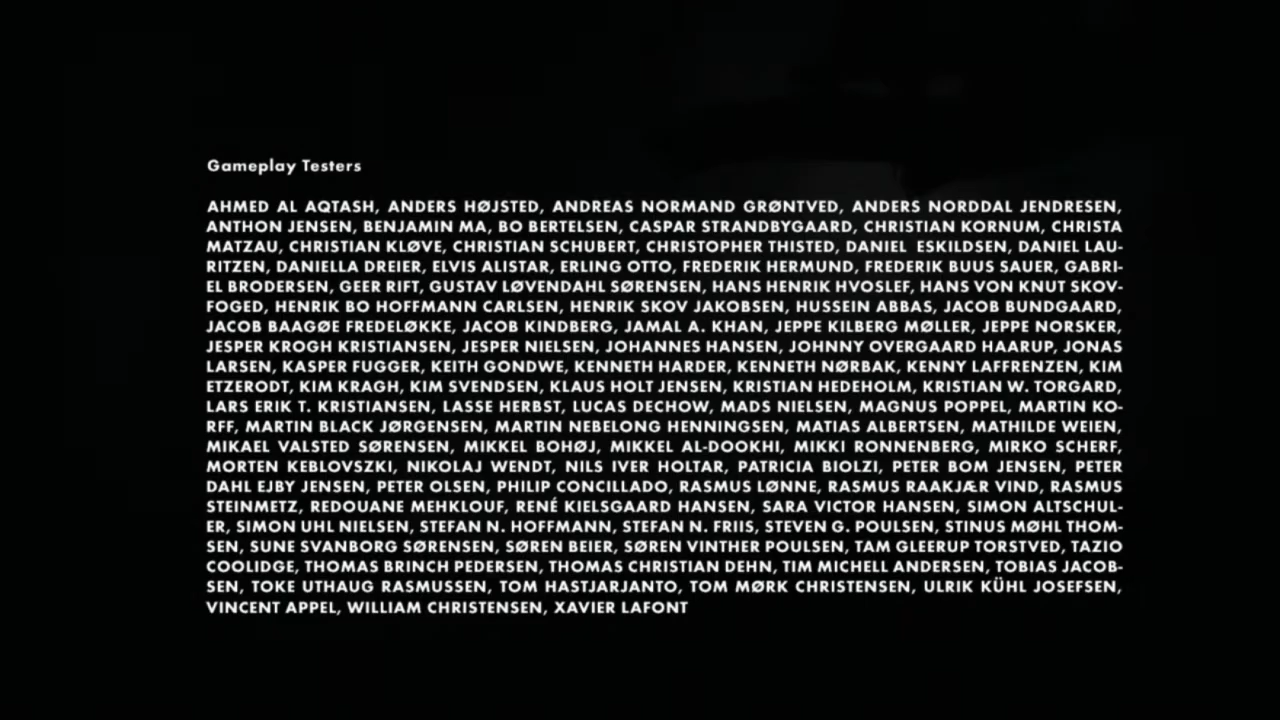 Gameplay Testers
AHMED AL AQTASH, ANDERS HØJSTED, ANDREAS NORMAND GRØNTVED, ANDERS NORDDAL JENDRESEN,
ANTHON JENSEN, BENJAMIN MA, BO BERTELSEN, CASPAR STRANDBYGAARD, CHRISTIAN KORNUM, CHRISTA
MATZAU, CHRISTIAN KLØVE, CHRISTIAN SCHUBERT, CHRISTOPHER THISTED, DANIEL ESKILDSEN, DANIEL LAU-
RITZEN, DANIELLA DREIER, ELVIS ALISTAR, ERLING OTTO, FREDERIK HERMUND, FREDERIK BUUS SAUER, GABRI-
EL BRODERSEN, GEER RIFT, GUSTAV LØVENDAHL SØRENSEN, HANS HENRIK HVOSLEF, HANS VON KNUT SKOV-
FOGED, HENRIK BO HOFFMANN CARLSEN, HENRIK SKOV JAKOBSEN, HUSSEIN ABBAS, JACOB BUNDGAARD,
JACOB BAAGØE FREDELØKKE, JACOB KINDBERG, JAMAL A. KHAN, JEPPE KILBERG MØLLER, JEPPE NORSKER,
JESPER KROGH KRISTIANSEN, JESPER NIELSEN, JOHANNES HANSEN, JOHNNY OVERGAARD HAARUP, JONAS
LARSEN, KASPER FUGGER, KEITH GONDWE, KENNETH HARDER, KENNETH NØRBAK, KENNY LAFFRENZEN, KIM
ETZERODT, KIM KRAGH, KIM SVENDSEN, KLAUS HOLT JENSEN, KRISTIAN HEDEHOLM, KRISTIAN W. TORGARD,
LARS ERIK T. KRISTIANSEN, LASSE HERBST, LUCAS DECHOW, MADS NIELSEN, MAGNUS POPPEL, MARTIN KO-
RFF, MARTIN BLACK JØRGENSEN, MARTIN NEBELONG HENNINGSEN, MATIAS ALBERTSEN, MATHILDE WEIEN,
MIKAEL VALSTED SØRENSEN, MIKKEL BOHØJ, MIKKEL AL-DOOKHI, MIKKI RONNENBERG, MIRKO SCHERF,
MORTEN KEBLOVSZKI, NIKOLAJ WENDT, NILS IVER HOLTAR, PATRICIA BIOLZI, PETER BOM JENSEN, PETER
DAHL EJBY JENSEN, PETER OLSEN, PHILIP CONCILLADO, RASMUS LØNNE, RASMUS RAAKJÆR VIND, RASMUS
STEINMETZ, REDOUANE MEHKLOUF, RENÉ KIELSGAARD HANSEN, SARA VICTOR HANSEN, SIMON ALTSCHUL-
ER, SIMON UHL NIELSEN, STEFAN N. HOFFMANN, STEFAN N. FRIIS, STEVEN G. POULSEN, STINUS MØHL THOM-
SEN, SUNE SVANBORG SØRENSEN, SØREN BEIER, SØREN VINTHER POULSEN, TAM GLEERUP TORSTVED, TAZIO
COOLIDGE, THOMAS BRINCH PEDERSEN, THOMAS CHRISTIAN DEHN, TIM MICHELL ANDERSEN, TOBIAS JACOB-
SEN, TOKE UTHAUG RASMUSSEN, TOM HASTJARJANTO, TOM MØRK CHRISTENSEN, ULRIK KÜHL JOSEFSEN,
VINCENT APPEL, WILLIAM CHRISTENSEN, XAVIER LAFONT